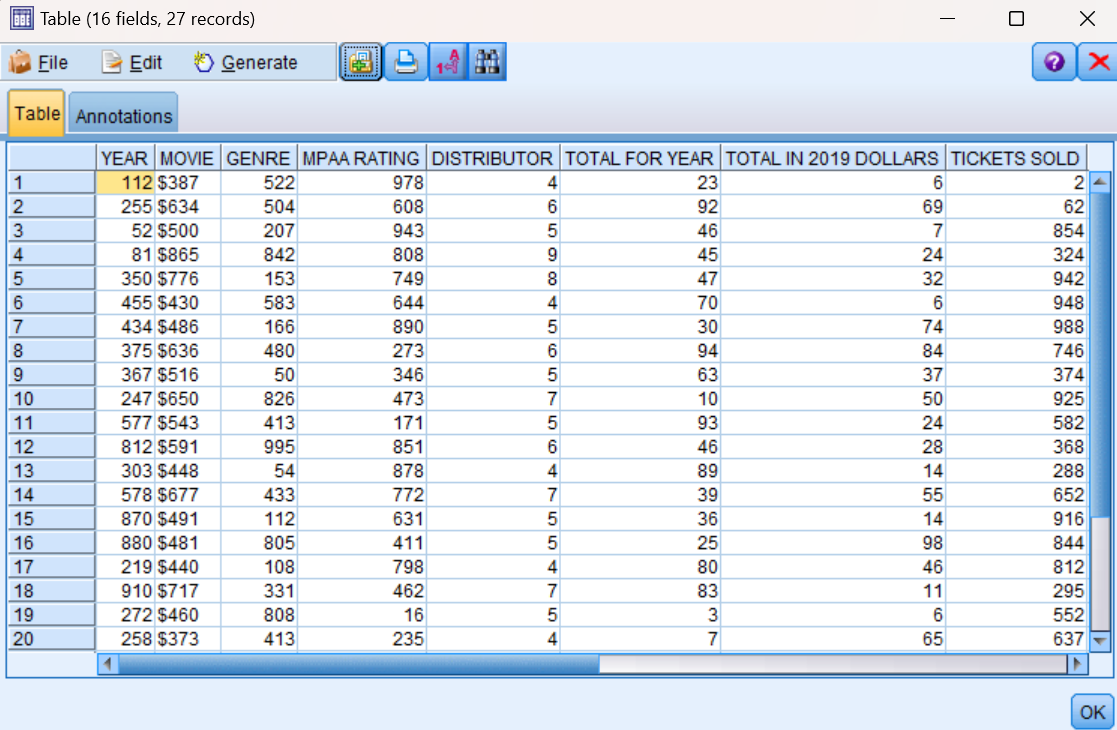 Table (16 fields, 27 records)
File Edit Generate
Table Annotations
YEAR MOVIE GENRE MPAA RATING DISTRIBUTOR TOTAL FOR YEAR TOTAL IN 2019 DOLLARS TICKETS SOLD
1 112 $387 522 978 4 23 6 2
2 255 $634 504 608 6 92 69 62
3 52 $500 207 943 5 46 7 854
4 81 $865 842 808 9 45 24 324
5 350 $776 153 749 8 47 32 942
6 455 $430 583 644 4 70 6 948
7 434 $486 166 890 5 30 74 988
8 375 $636 480 273 6 94 84 746
9 367 $516 50 346 5 63 37 374
10 247 $650 826 473 7 10 50 925
11 577 $543 413 171 5 93 24 582
12 812 $591 995 851 6 46 28 368
13 303 $448 54 878 4 89 14 288
14 578 $677 433 772 7 39 55 652
15 870 $491 112 631 5 36 14 916
16 880 $481 805 411 5 25 98 844
17 219 $440 108 798 4 80 46 812
18 910 $717 331 462 7 83 11 295
19 272 $460 808 16 5 3 6 552
20 258 $373 413 235 4 7 65 637
OK